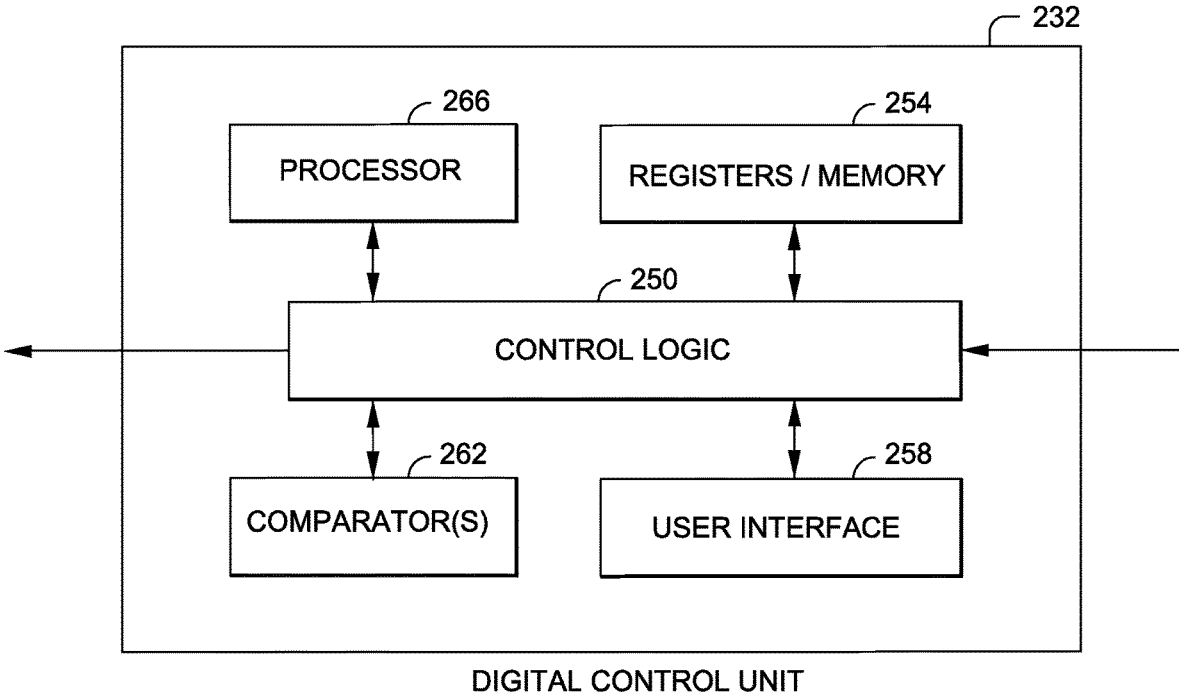 232
266
254
PROCESSOR
REGISTERS / MEMORY
250
CONTROL LOGIC
262
258
COMPARATOR(S)
USER INTERFACE
DIGITAL CONTROL UNIT